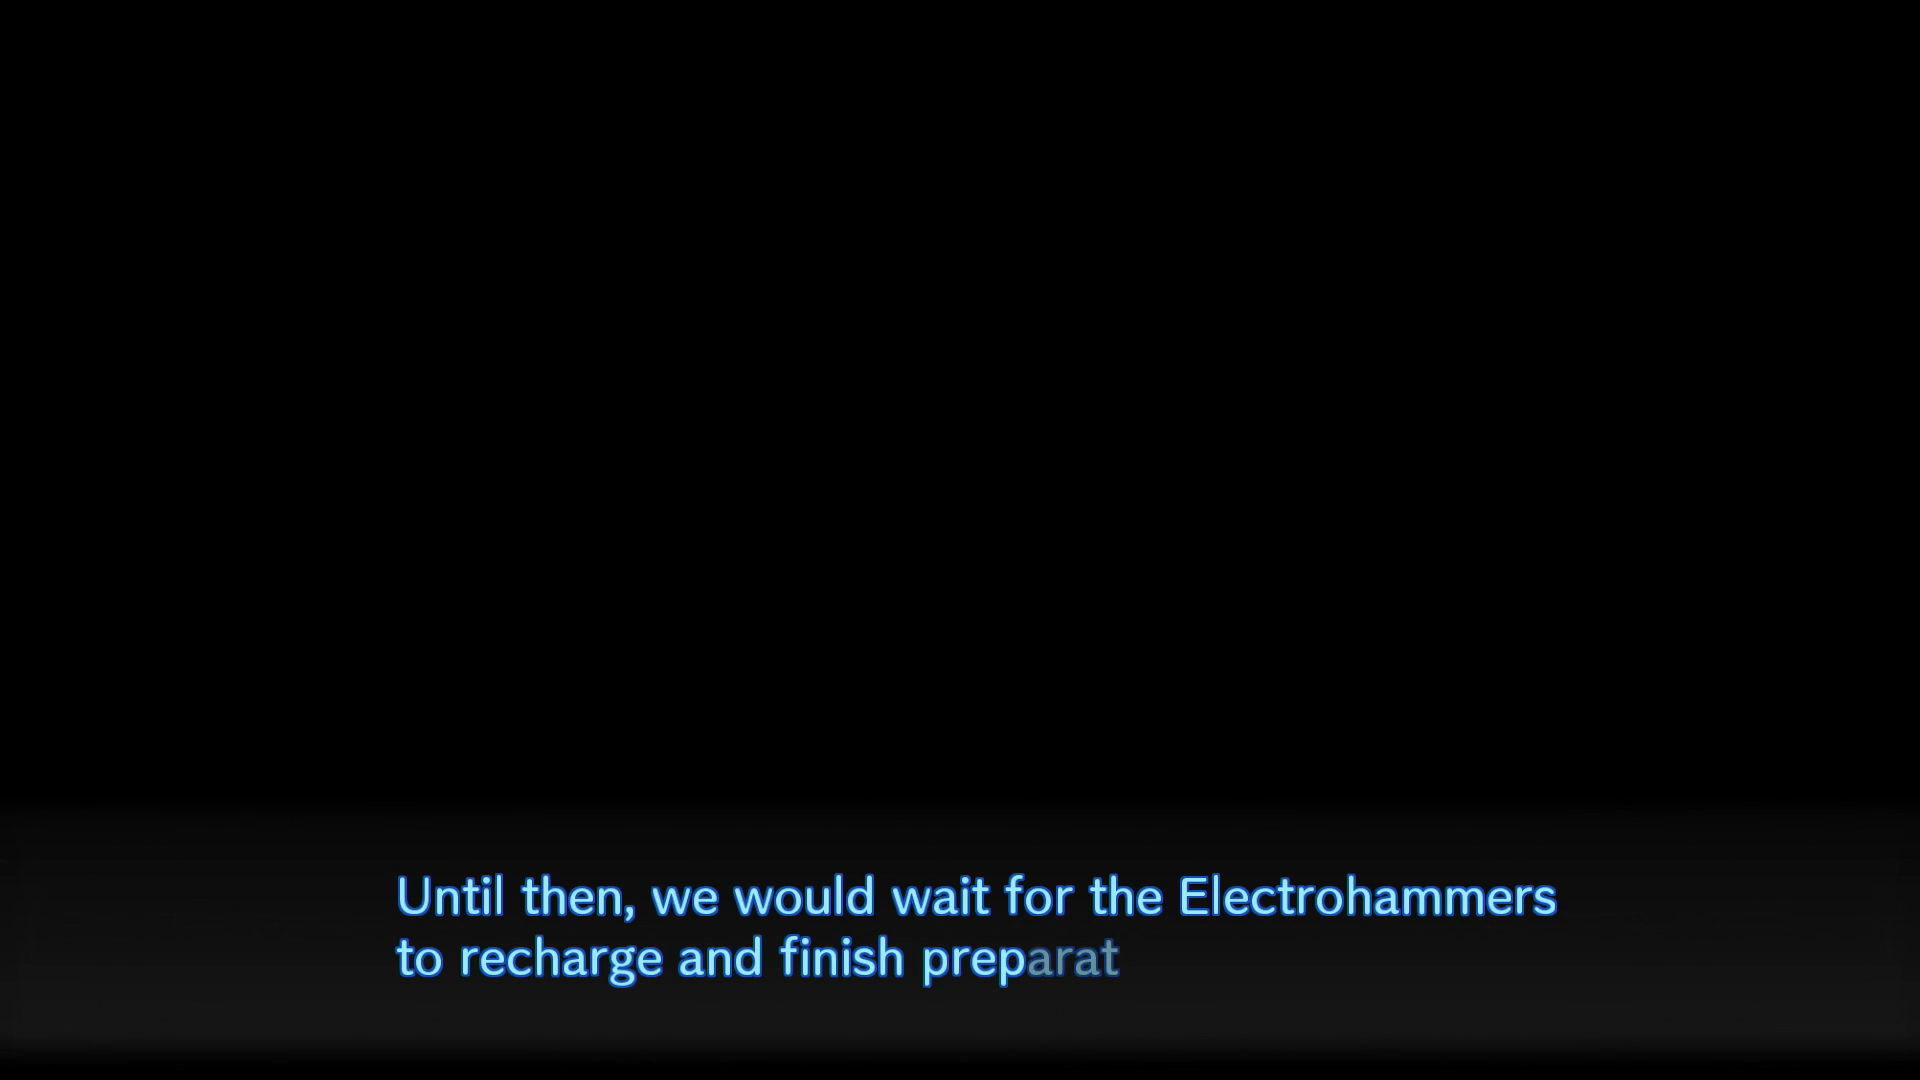 Until then, we would wait for the Electrohammers
to recharge and finish preparat